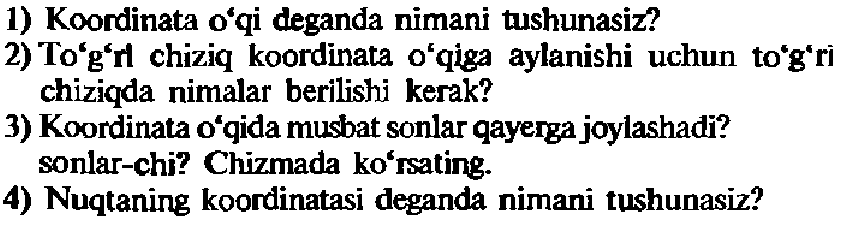 1) Koordinata o‘qi deganda nimani tushunasiz?
2) To‘g‘ri chiziq koordinata o‘qiga aylanishi uchun to‘g‘ri
chiziqda nimalar berilishi kerak?
3) Koordinata o‘qida musbat sonlar qayerga joylashadi?
sonlar-chi? Chizmada ko‘rsating.
4) Nuqtaning koordinatasi deganda nimani tushunasiz?